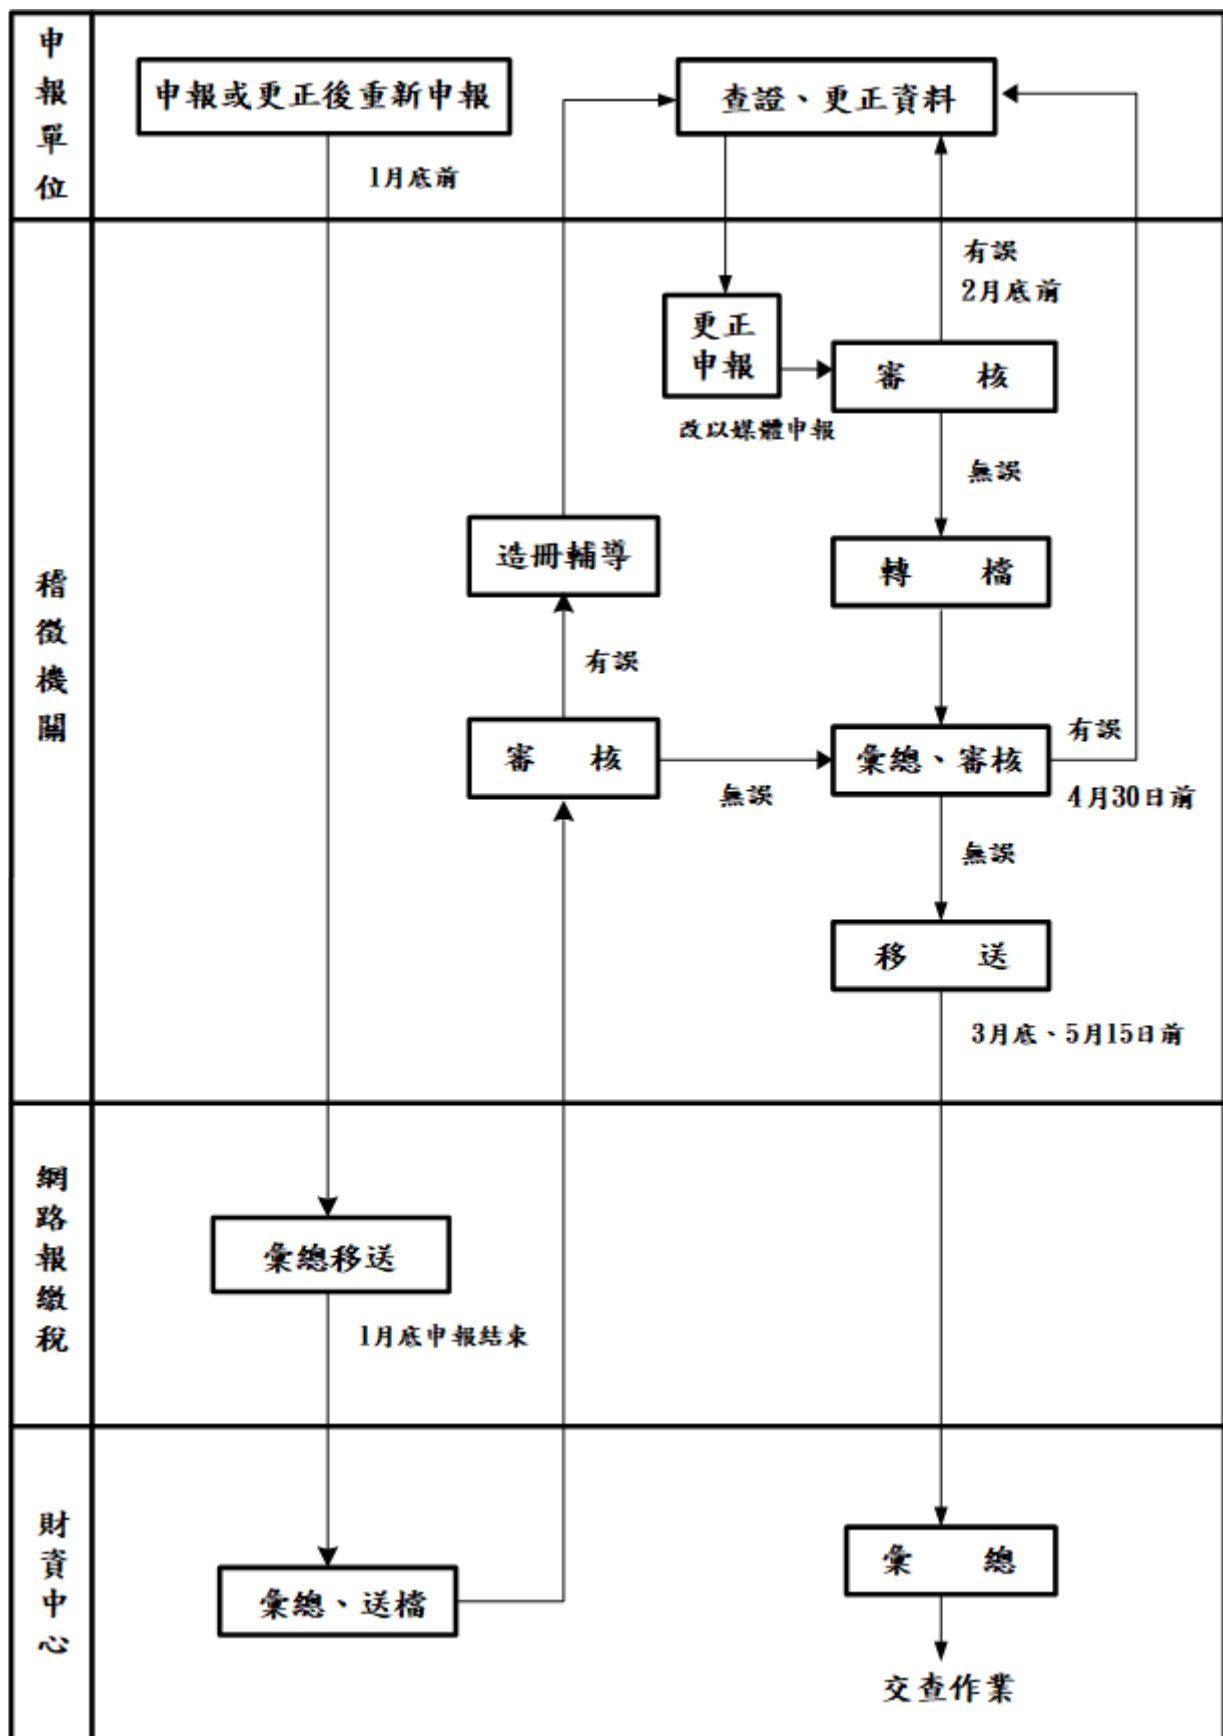 申報單位
申報或更正後重新申報
查證、更正資料
1月底前
稽徵機關
有誤
2月底前
更正
申報
審核
改以媒體申報
無誤
造冊輔導
轉檔
有誤
審核
無誤
彙總、審核
有誤
4月30日前
無誤
移送
3月底、5月15日前
網路報繳稅
彙總移送
1月底申報結束
財資中心
彙總、送檔
彙總
交查作業